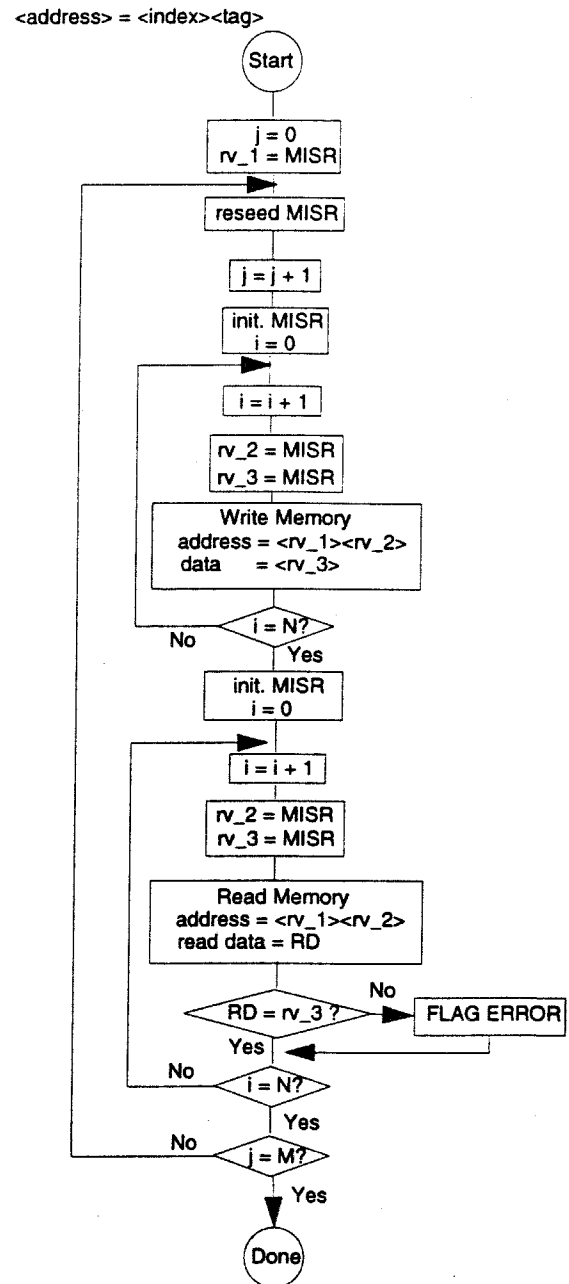 <address> = <index><tag>
Start
j = 0
rv_1 = MISR
reseed MISR
j = j + 1
init. MISR
i = 0
i = i + 1
rv_2 = MISR
rv_3 = MISR
Write Memory
address = <rv_1><rv_2>
data = <rv_3>
i = N?
No
Yes
init. MISR
i = 0
i = i + 1
rv_2 = MISR
rv_3 = MISR
Read Memory
address = <rv_1><rv_2>
read data = RD
RD = rv_3 ?
No
FLAG ERROR
Yes
No
i = N?
Yes
No
j = M?
Yes
Done